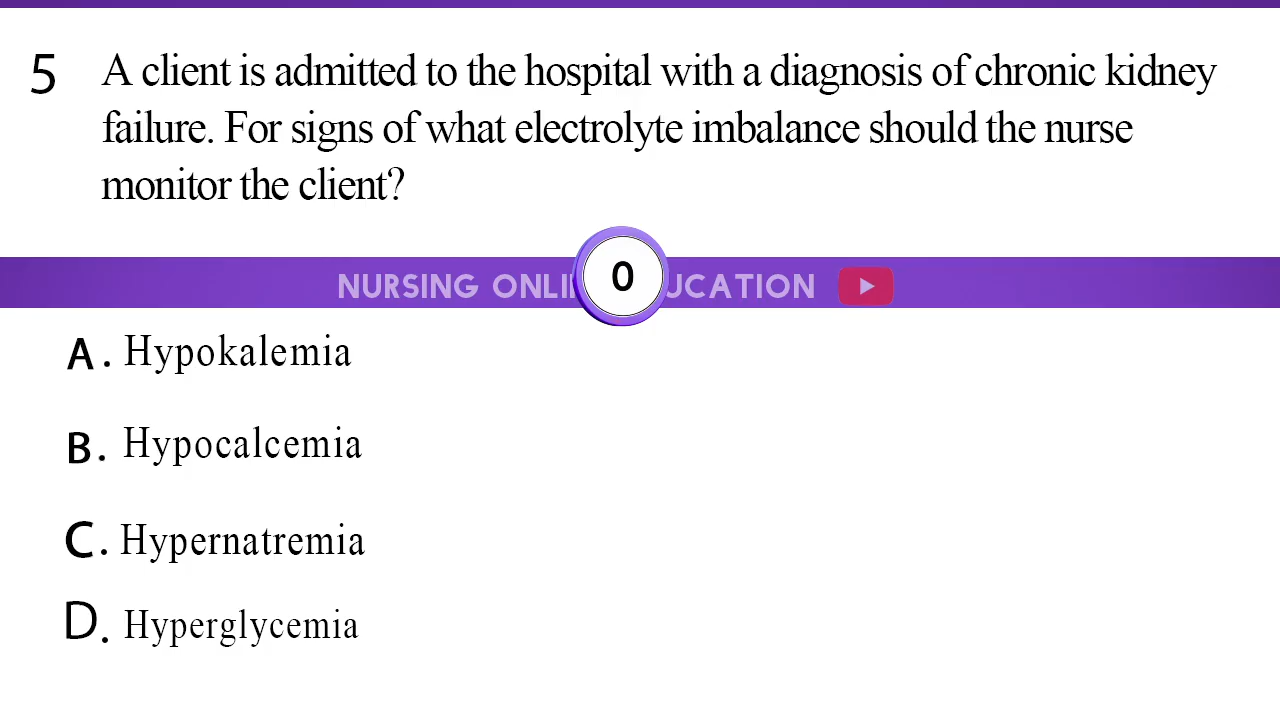 5 A client is admitted to the hospital with a diagnosis of chronic kidney
failure. For signs of what electrolyte imbalance should the nurse
monitor the client?
NURSING ONLI 0 UCATION
A. Hypokalemia
B. Hypocalcemia
C. Hypernatremia
D. Hyperglycemia